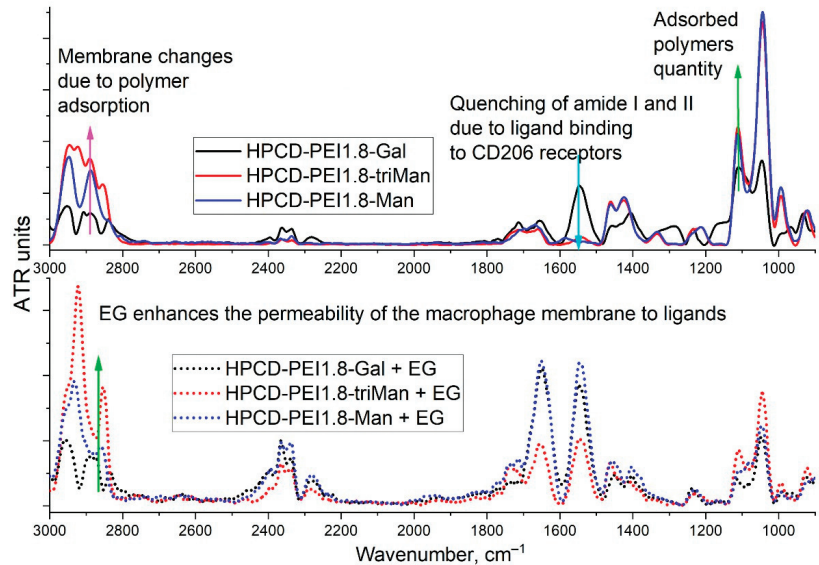 Membrane changes
due to polymer
adsorption
Adsorbed
polymers
quantity
Quenching of amide I and II
due to ligand binding
to CD206 receptors
HPCD-PEI1.8-Gal
HPCD-PEI1.8-triMan
HPCD-PEI1.8-Man
3000 2800 2600 2400 2200 2000 1800 1600 1400 1200 1000
ATR units
EG enhances the permeability of the macrophage membrane to ligands
HPCD-PEI1.8-Gal + EG
HPCD-PEI1.8-triMan + EG
HPCD-PEI1.8-Man + EG
3000 2800 2600 2400 2200 2000 1800 1600 1400 1200 1000
Wavenumber, cm⁻¹